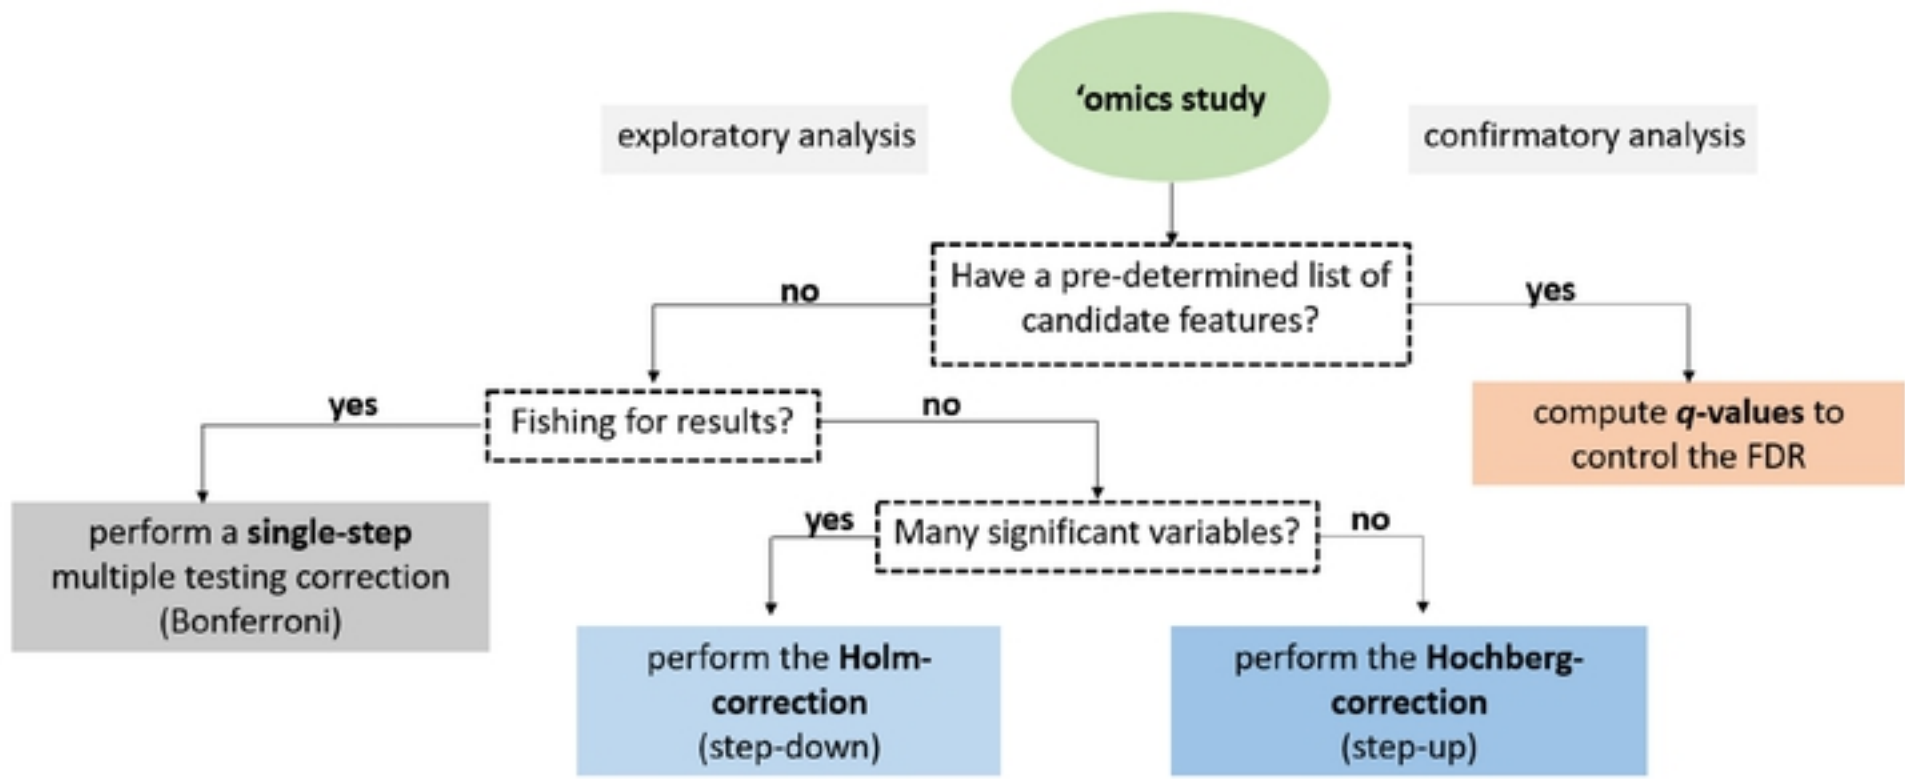 ‘omics study
exploratory analysis
confirmatory analysis
Have a pre-determined list of
candidate features?
no
yes
Fishing for results?
yes
no
compute q-values to
control the FDR
Many significant variables?
yes
no
perform a single-step
multiple testing correction
(Bonferroni)
perform the Holm-
correction
(step-down)
perform the Hochberg-
correction
(step-up)